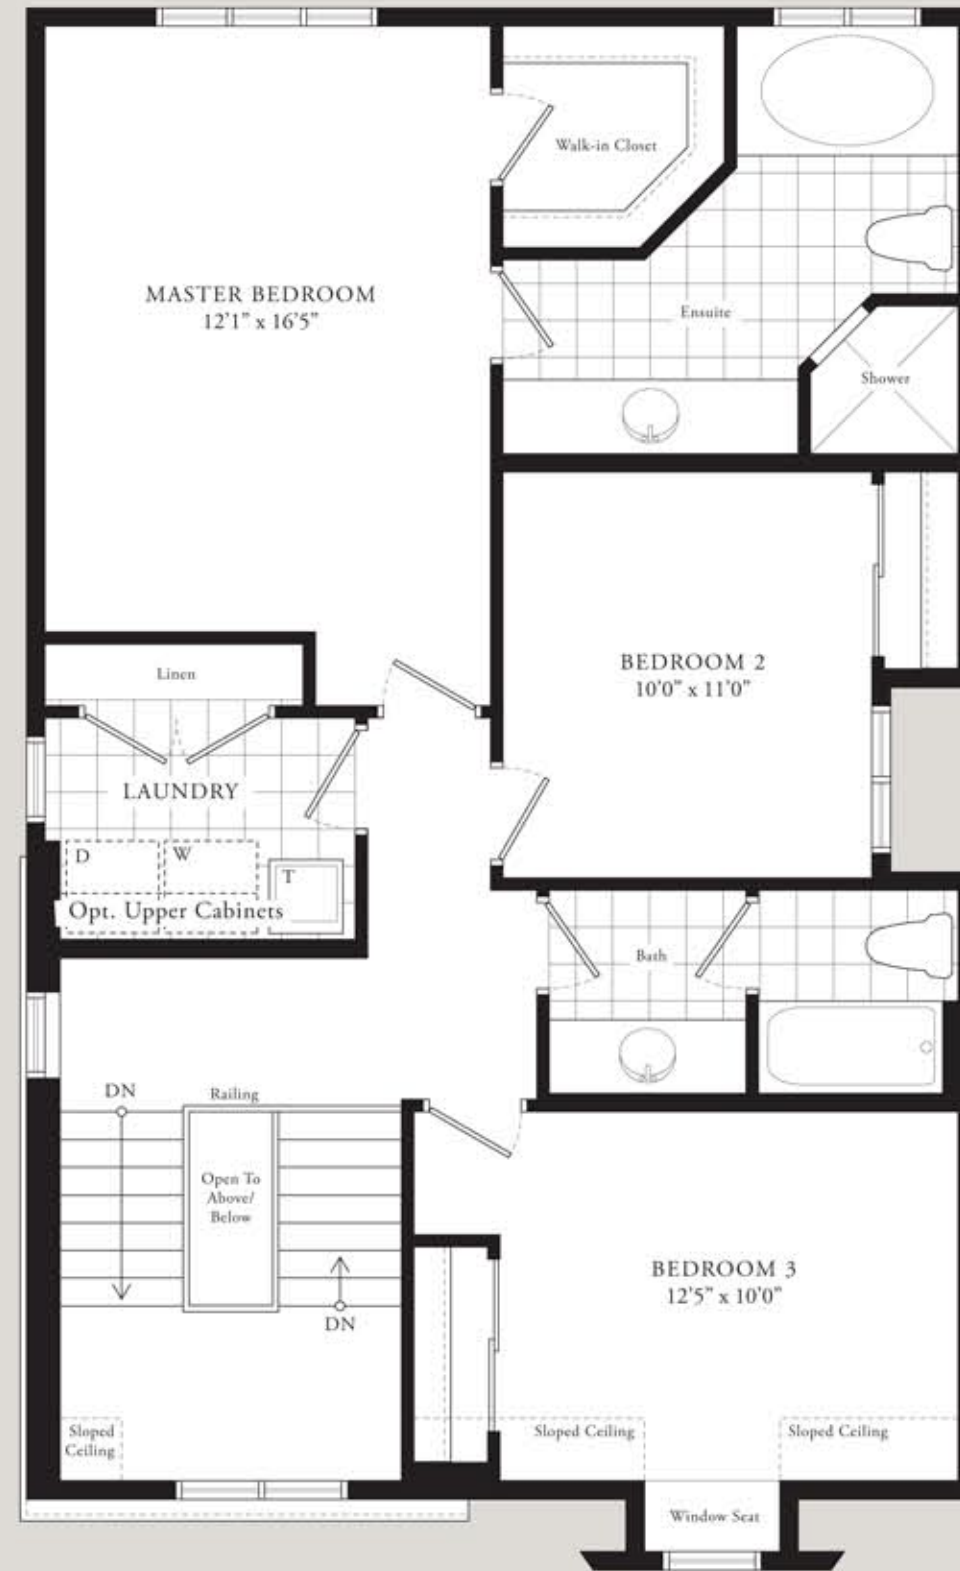 Walk-in Closet
MASTER BEDROOM
12'1" x 16'5"
Ensuite
Shower
BEDROOM 2
10'0" x 11'0"
Linen
LAUNDRY
D
W
T
Opt. Upper Cabinets
Bath
DN
Railing
Open To
Above/
Below
DN
BEDROOM 3
12'5" x 10'0"
Sloped
Ceiling
Sloped Ceiling
Sloped Ceiling
Window Seat